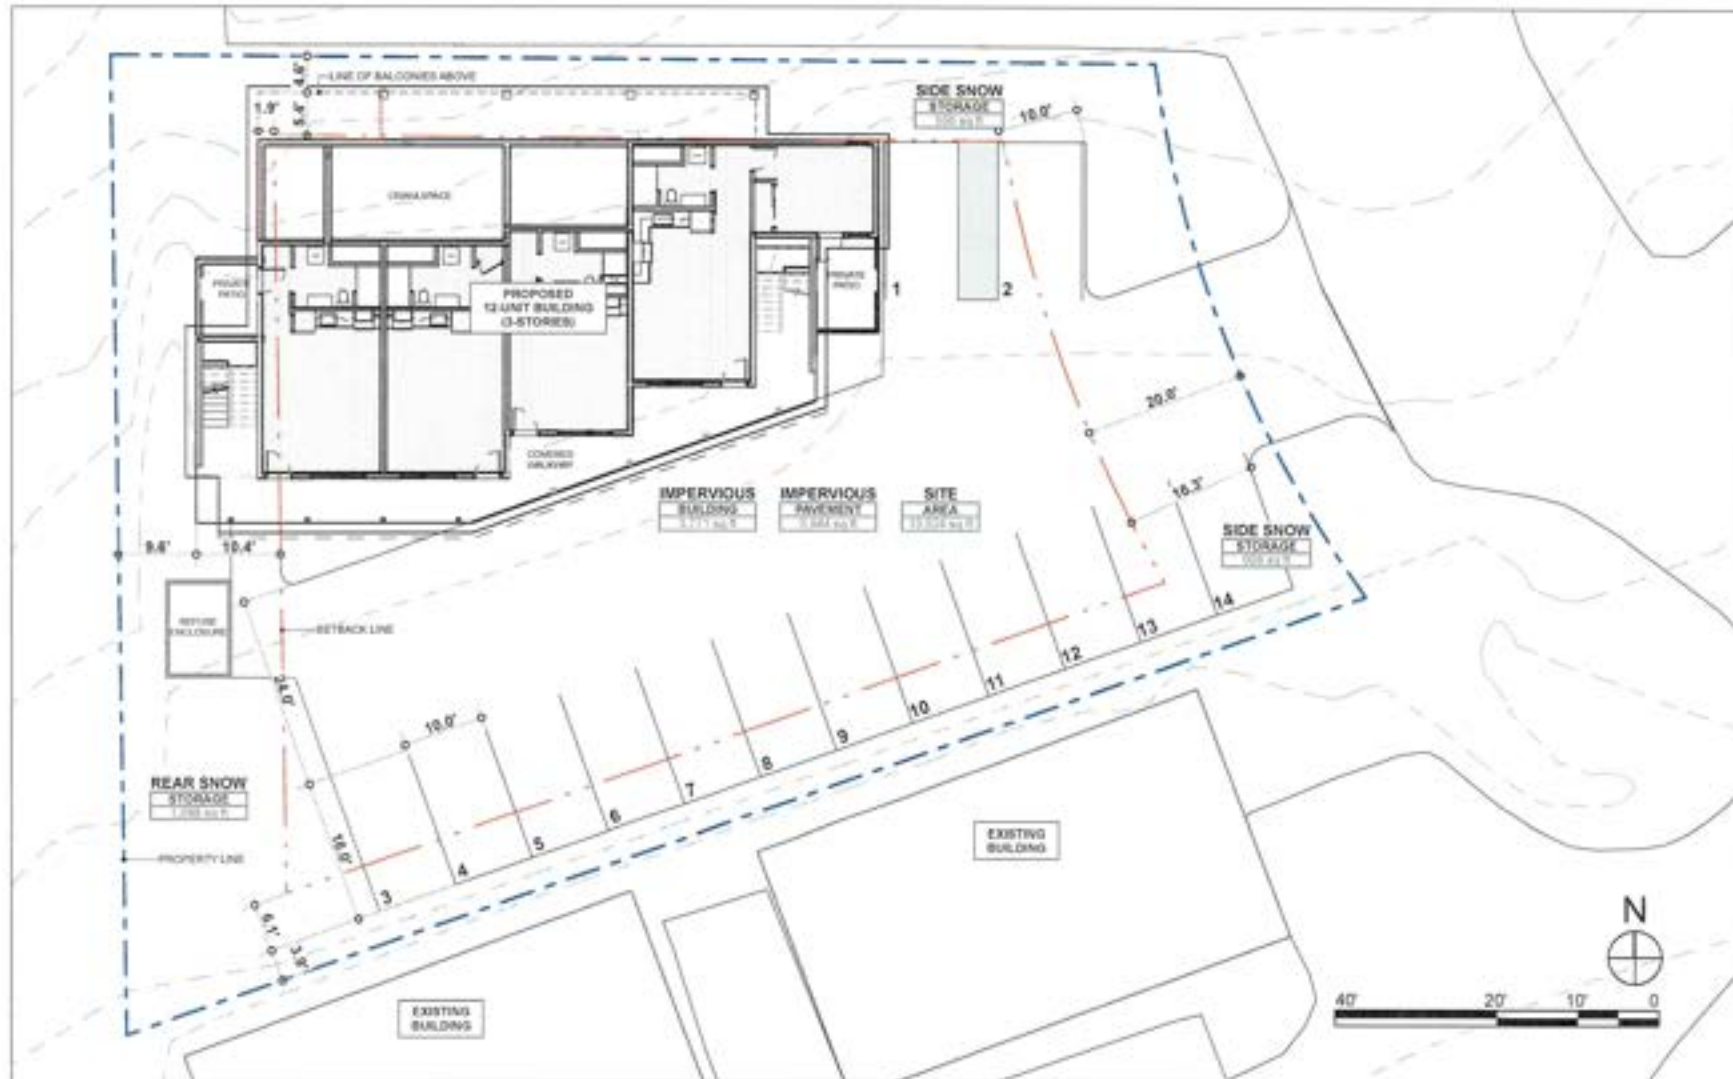 4.6'
LINE OF BALCONIES ABOVE
1.9'
5.4'
SIDE SNOW
STORAGE
10.0'
CRAWLSPACE
PRIVATE
PATIO
PROPOSED
12-UNIT BUILDING
(3-STORIES)
PRIVATE
PATIO
1
2
20.0'
COVERED
WALKWAY
16.3'
IMPERVIOUS
BUILDING
IMPERVIOUS
PAVEMENT
SITE
AREA
SIDE SNOW
STORAGE
9.6'
10.4'
REFUSE
ENCLOSURE
SETBACK LINE
24.0'
10.0'
14
13
12
11
10
9
8
7
6
5
4
3
REAR SNOW
STORAGE
18.0'
PROPERTY LINE
6.1'
3.9'
EXISTING
BUILDING
EXISTING
BUILDING
N
40' 20' 10' 0